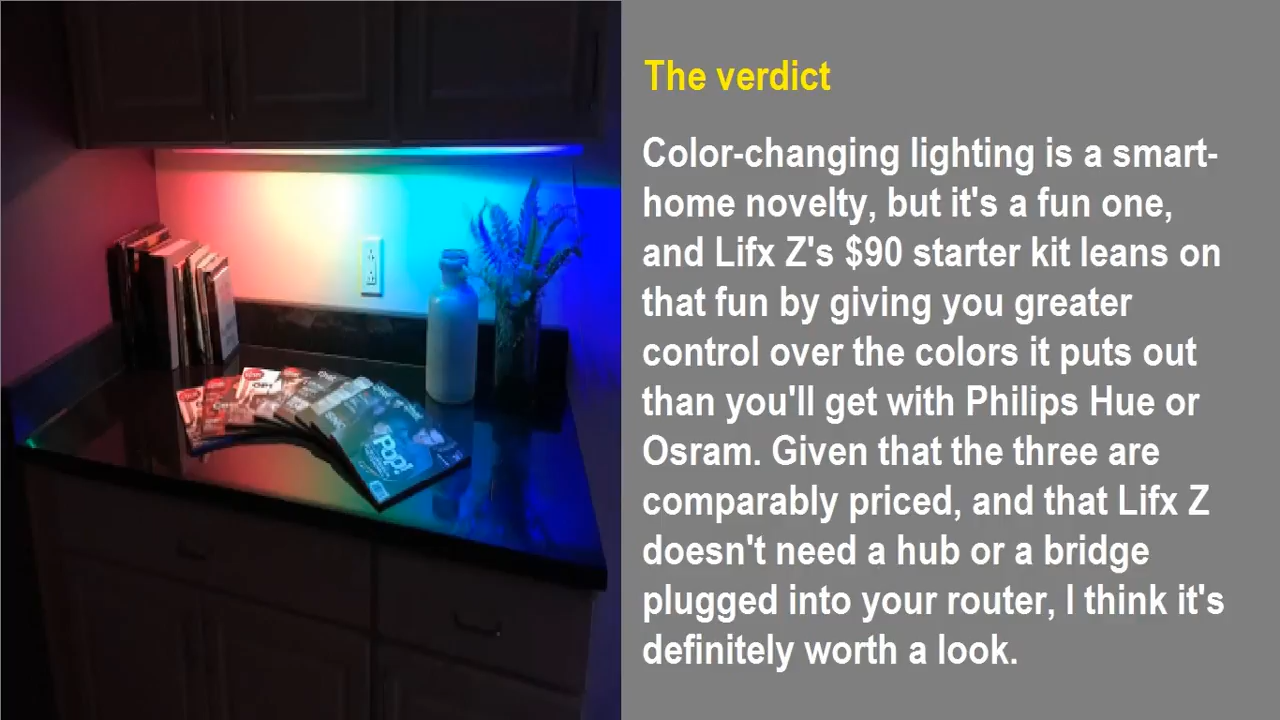 The verdict
Color-changing lighting is a smart-
home novelty, but it's a fun one,
and Lifx Z's $90 starter kit leans on
that fun by giving you greater
control over the colors it puts out
than you'll get with Philips Hue or
Osram. Given that the three are
comparably priced, and that Lifx Z
doesn't need a hub or a bridge
plugged into your router, I think it's
definitely worth a look.
Pop!